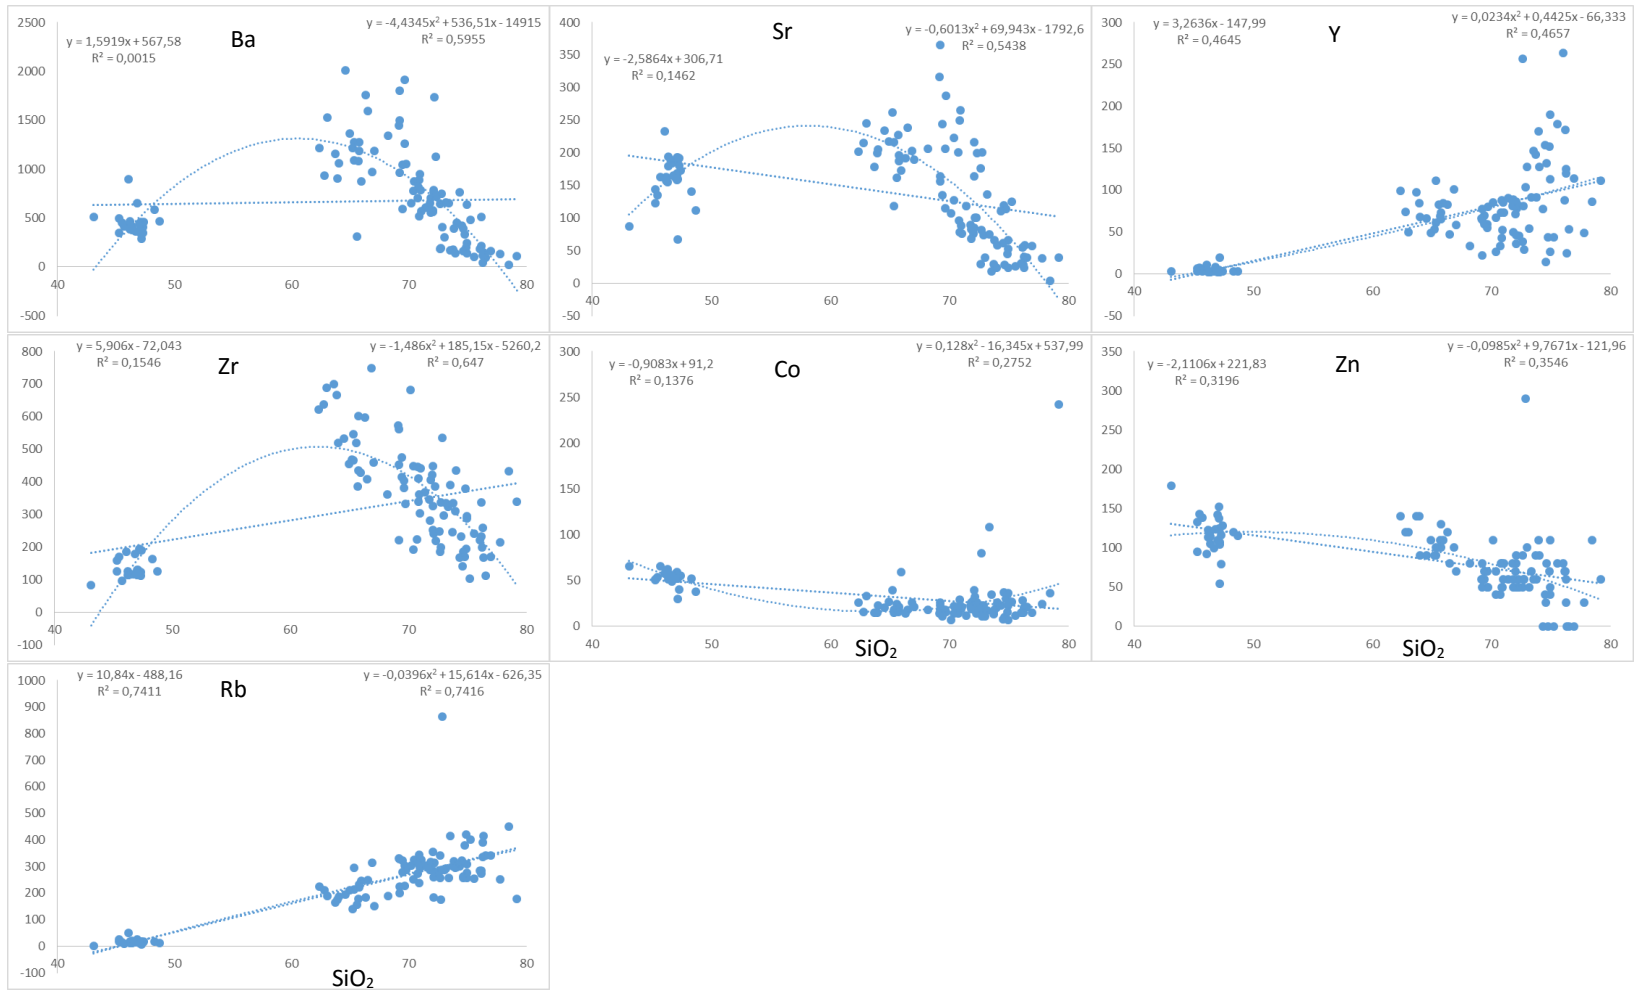 Ba
y = 1,5919x + 567,58
R² = 0,0015
y = -4,4345x² + 536,51x - 14915
R² = 0,5955
2500
2000
1500
1000
500
0
-500
40 50 60 70 80
Sr
y = -2,5864x + 306,71
R² = 0,1462
y = -0,6013x² + 69,943x - 1792,6
R² = 0,5438
400
350
300
250
200
150
100
50
0
-50
40 50 60 70 80
Y
y = 3,2636x - 147,99
R² = 0,4645
y = 0,0234x² + 0,4425x - 66,333
R² = 0,4657
300
250
200
150
100
50
0
-50
40 50 60 70 80
Zr
y = 5,906x - 72,043
R² = 0,1546
y = -1,486x² + 185,15x - 5260,2
R² = 0,647
800
700
600
500
400
300
200
100
0
-100
40 50 60 70 80
Co
y = -0,9083x + 91,2
R² = 0,1376
y = 0,128x² - 16,345x + 537,99
R² = 0,2752
300
250
200
150
100
50
0
40 50 60 70 80
SiO₂
Zn
y = -2,1106x + 221,83
R² = 0,3196
y = -0,0985x² + 9,7671x - 121,96
R² = 0,3546
350
300
250
200
150
100
50
0
40 50 60 70 80
SiO₂
Rb
y = 10,84x - 488,16
R² = 0,7411
y = -0,0396x² + 15,614x - 626,35
R² = 0,7416
1000
900
800
700
600
500
400
300
200
100
0
-100
40 50 60 70 80
SiO₂